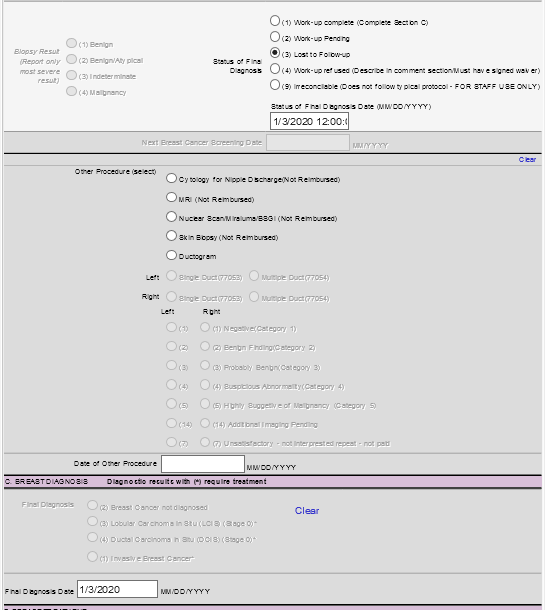 (1) Work-up complete (Complete Section C)
(2) Work-up Pending
(3) Lost to Follow-up
(4) Work-up refused (Describe in comment section/Must have signed waiver)
(9) Irreconcilable (Does not follow typical protocol - FOR STAFF USE ONLY)
Biopsy Result
(Report only
most severe
result)
(1) Benign
(2) Benign/Atypical
(3) Indeterminate
(4) Malignancy
Status of Final
Diagnosis
Status of Final Diagnosis Date (MM/DD/YYYY)
1/3/2020 12:00:(
Next Breast Cancer Screening Date MM/YYYY
Clear
Other Procedure (select)
Cytology for Nipple Discharge(Not Reimbursed)
MRI (Not Reimbursed)
Nuclear Scan/Miraluma/BSGI (Not Reimbursed)
Skin Biopsy (Not Reimbursed)
Ductogram
Left Single Duct(77053) Multiple Duct(77054)
Right Single Duct(77053) Multiple Duct(77054)
Left Right
(1) (1) Negative(Category 1)
(2) (2) Benign Finding(Category 2)
(3) (3) Probably Benign(Category 3)
(4) (4) Suspicious Abnormality(Category 4)
(5) (5) Highly Suggetive of Malignancy (Category 5)
(14) (14) Additional Imaging Pending
(7) (7) Unsatisfactory - not interprested repeat - not paid
Date of Other Procedure MM/DD/YYYY
C. BREAST DIAGNOSIS Diagnostic results with (*) require treatment
Final Diagnosis
(2) Breast Cancer not diagnosed
(3) Lobular Carcinoma In Situ (LCIS) (Stage 0)*
(4) Ductal Carcinoma In Situ (DCIS) (Stage 0)*
(1) Invasive Breast Cancer*
Clear
Final Diagnosis Date 1/3/2020 MM/DD/YYYY